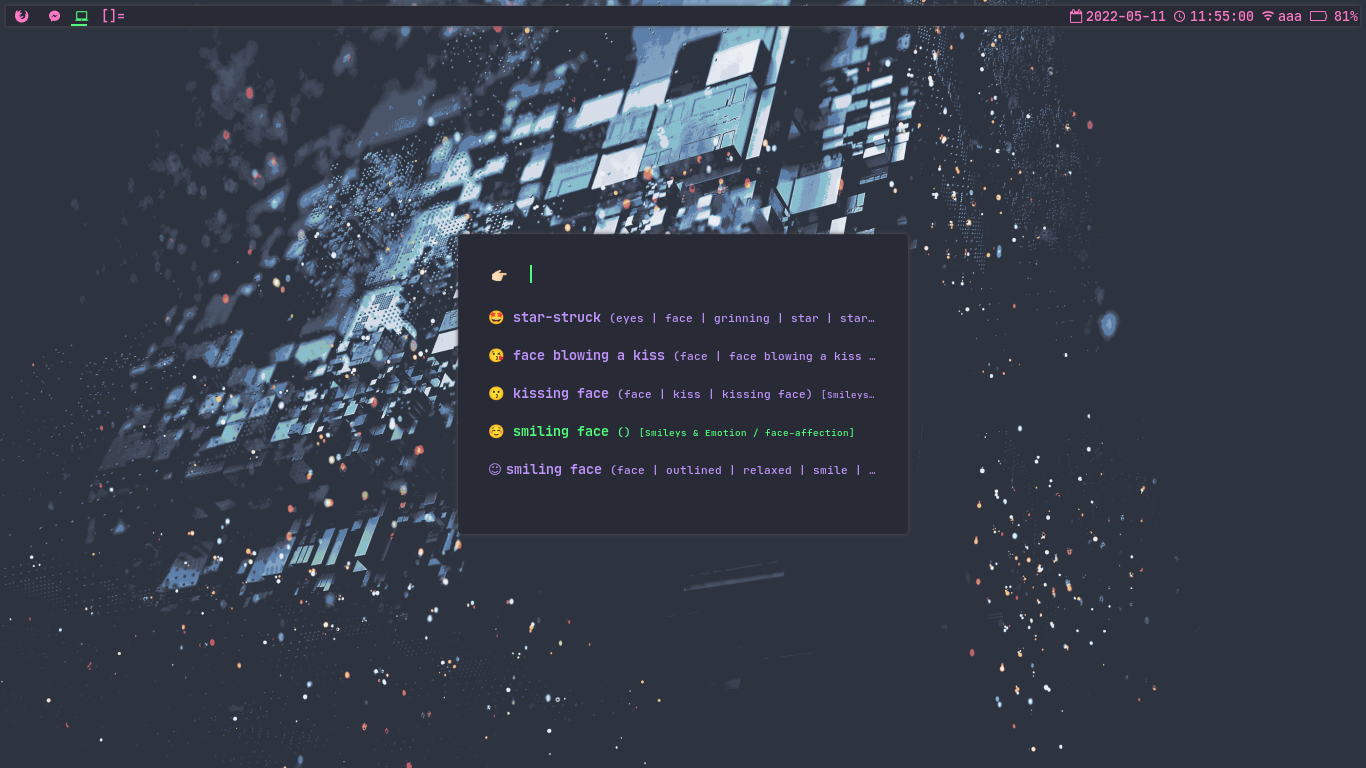 []= 2022-05-11 11:55:00 aaa 81%
star-struck (eyes | face | grinning | star | star…
face blowing a kiss (face | face blowing a kiss …
kissing face (face | kiss | kissing face) [Smileys…
smiling face () [Smileys & Emotion / face-affection]
smiling face (face | outlined | relaxed | smile | …